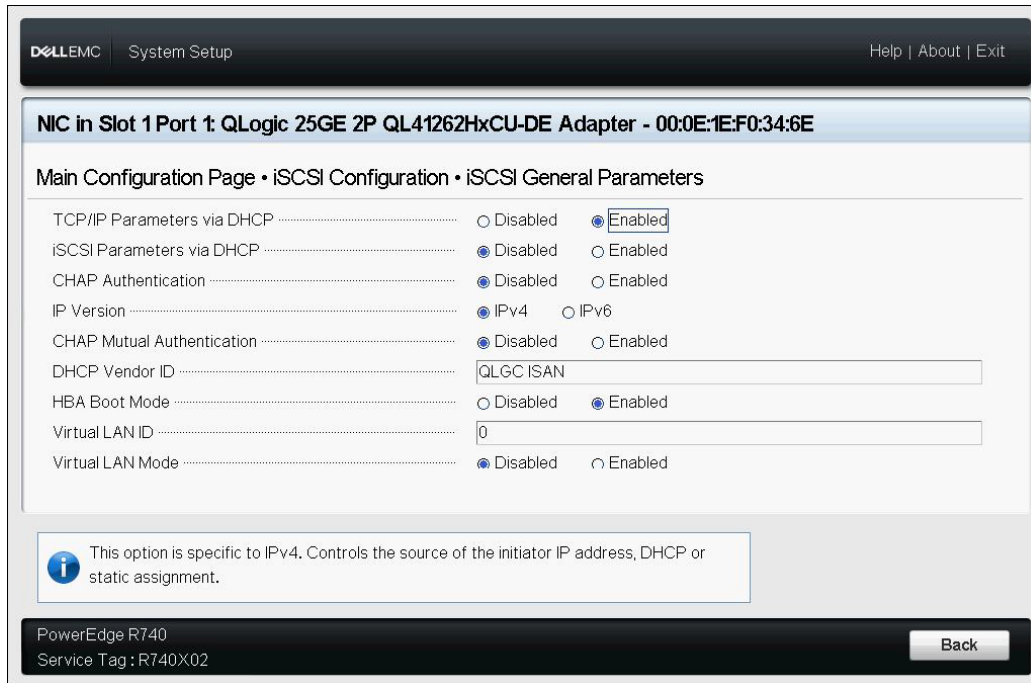 DELLEMC System Setup Help | About | Exit
NIC in Slot 1 Port 1: QLogic 25GE 2P QL41262HxCU-DE Adapter - 00:0E:1E:F0:34:6E
Main Configuration Page • iSCSI Configuration • iSCSI General Parameters
TCP/IP Parameters via DHCP Disabled Enabled
iSCSI Parameters via DHCP Disabled Enabled
CHAP Authentication Disabled Enabled
IP Version IPv4 IPv6
CHAP Mutual Authentication Disabled Enabled
DHCP Vendor ID QLGC ISAN
HBA Boot Mode Disabled Enabled
Virtual LAN ID 0
Virtual LAN Mode Disabled Enabled
This option is specific to IPv4. Controls the source of the initiator IP address, DHCP or
static assignment.
PowerEdge R740
Service Tag : R740X02
Back